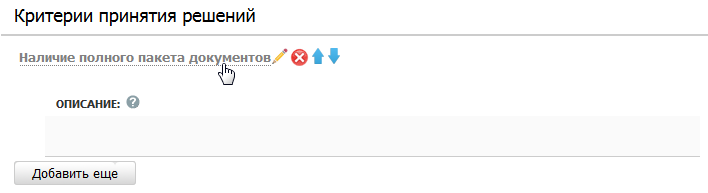 Критерии принятия решений
Наличие полного пакета документов
ОПИСАНИЕ: ?
Добавить еще